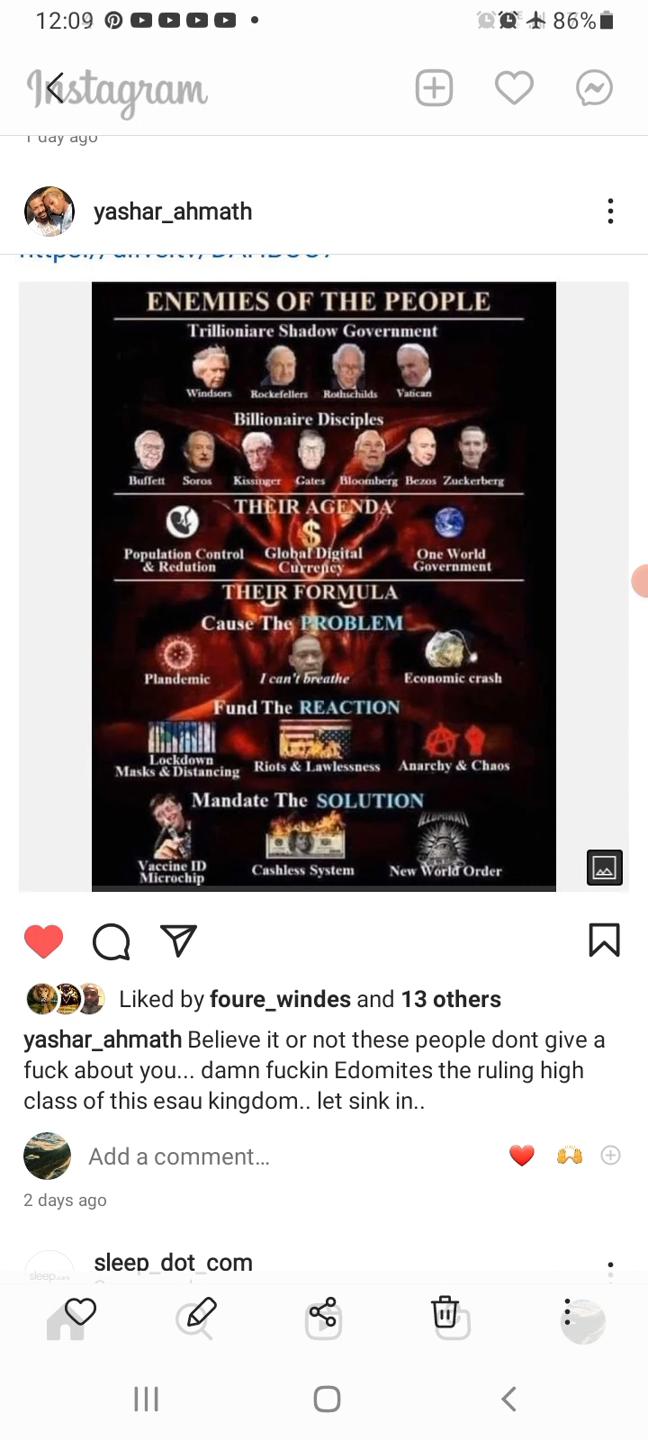 12:09
86%
Instagram
1 day ago
yashar_ahmath
ENEMIES OF THE PEOPLE
Trillioniare Shadow Government
Windsors Rockefellers Rothschilds Vatican
Billionaire Disciples
Buffett Soros Kissinger Gates Bloomberg Bezos Zuckerberg
THEIR AGENDA
$
Population Control Global Digital One World
& Redution Currency Government
THEIR FORMULA
Cause The PROBLEM
Plandemic I can't breathe Economic crash
Fund The REACTION
Lockdown
Masks & Distancing Riots & Lawlessness Anarchy & Chaos
Mandate The SOLUTION
ILLUMINATI
Vaccine ID
Microchip Cashless System New World Order
Liked by foure_windes and 13 others
yashar_ahmath Believe it or not these people dont give a
fuck about you... damn fuckin Edomites the ruling high
class of this esau kingdom.. let sink in..
Add a comment...
2 days ago
sleep_dot_com
sleep.com